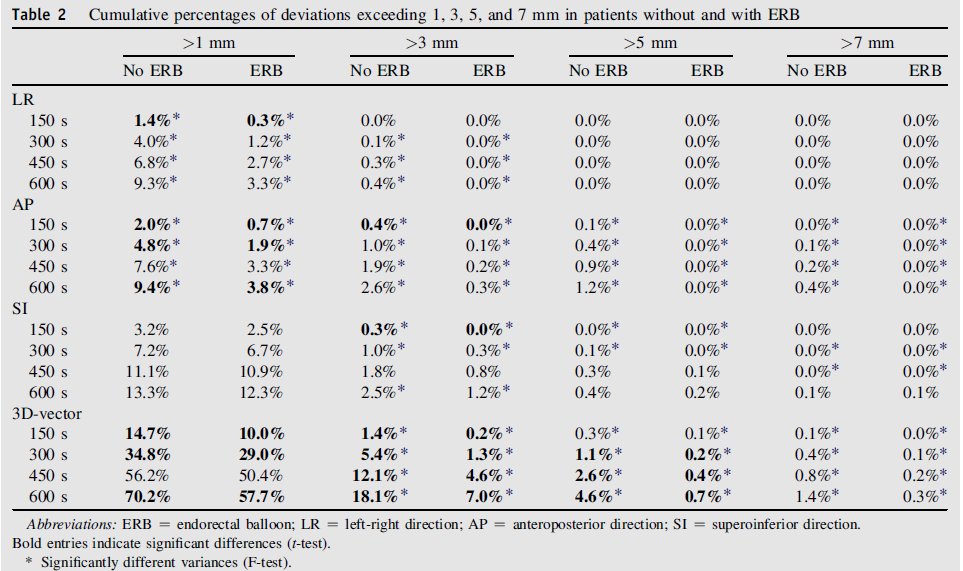 Table 2 Cumulative percentages of deviations exceeding 1, 3, 5, and 7 mm in patients without and with ERB
>1 mm >3 mm >5 mm >7 mm
No ERB ERB No ERB ERB No ERB ERB No ERB ERB
LR
150 s 1.4%* 0.3%* 0.0% 0.0% 0.0% 0.0% 0.0% 0.0%
300 s 4.0%* 1.2%* 0.1%* 0.0%* 0.0% 0.0% 0.0% 0.0%
450 s 6.8%* 2.7%* 0.3%* 0.0%* 0.0% 0.0% 0.0% 0.0%
600 s 9.3%* 3.3%* 0.4%* 0.0%* 0.0% 0.0% 0.0% 0.0%
AP
150 s 2.0%* 0.7%* 0.4%* 0.0%* 0.1%* 0.0%* 0.0%* 0.0%*
300 s 4.8%* 1.9%* 1.0%* 0.1%* 0.4%* 0.0%* 0.1%* 0.0%*
450 s 7.6%* 3.3%* 1.9%* 0.2%* 0.9%* 0.0%* 0.2%* 0.0%*
600 s 9.4%* 3.8%* 2.6%* 0.3%* 1.2%* 0.0%* 0.4%* 0.0%*
SI
150 s 3.2% 2.5% 0.3%* 0.0%* 0.0%* 0.0%* 0.0% 0.0%
300 s 7.2% 6.7% 1.0%* 0.3%* 0.1%* 0.0%* 0.0%* 0.0%*
450 s 11.1% 10.9% 1.8% 0.8% 0.3% 0.1% 0.0%* 0.0%*
600 s 13.3% 12.3% 2.5%* 1.2%* 0.4% 0.2% 0.1% 0.1%
3D-vector
150 s 14.7% 10.0% 1.4%* 0.2%* 0.3%* 0.1%* 0.1%* 0.0%*
300 s 34.8% 29.0% 5.4%* 1.3%* 1.1%* 0.2%* 0.4%* 0.1%*
450 s 56.2% 50.4% 12.1%* 4.6%* 2.6%* 0.4%* 0.8%* 0.2%*
600 s 70.2% 57.7% 18.1%* 7.0%* 4.6%* 0.7%* 1.4%* 0.3%*
Abbreviations: ERB = endorectal balloon; LR = left-right direction; AP = anteroposterior direction; SI = superoinferior direction.
Bold entries indicate significant differences (t-test).
* Significantly different variances (F-test).